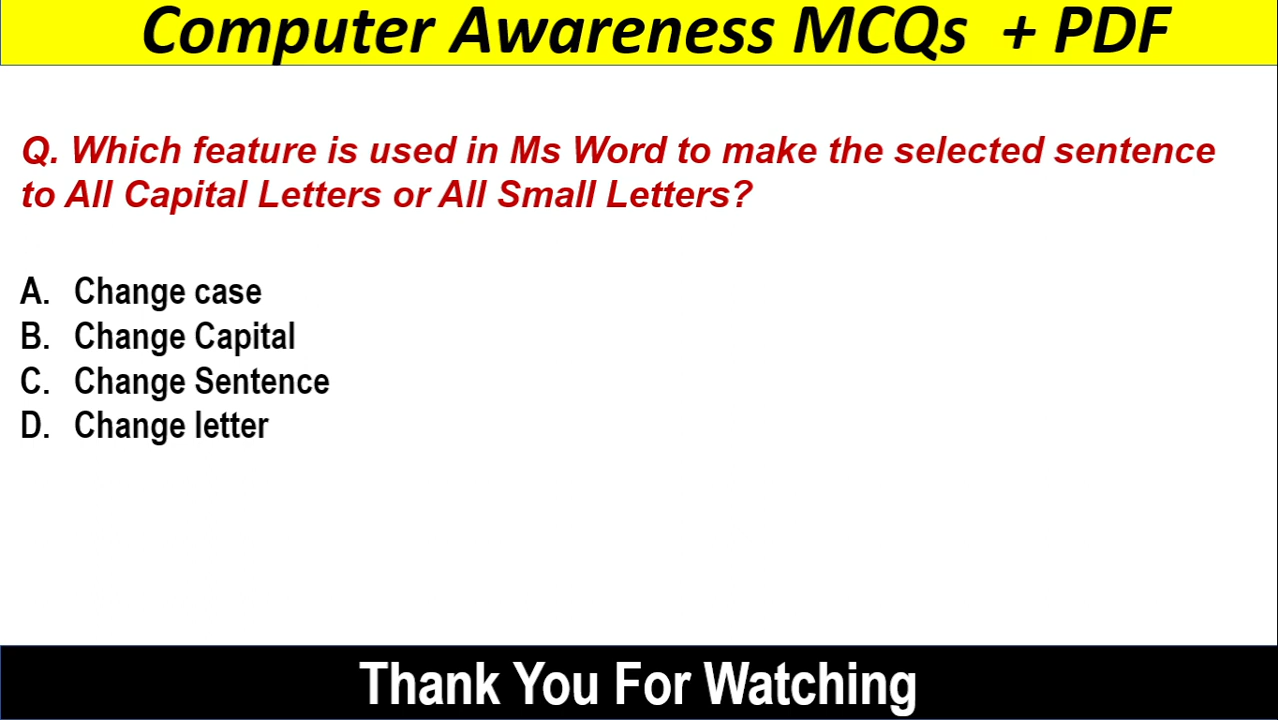 Computer Awareness MCQs + PDF
Q. Which feature is used in Ms Word to make the selected sentence
to All Capital Letters or All Small Letters?
A. Change case
B. Change Capital
C. Change Sentence
D. Change letter
Thank You For Watching